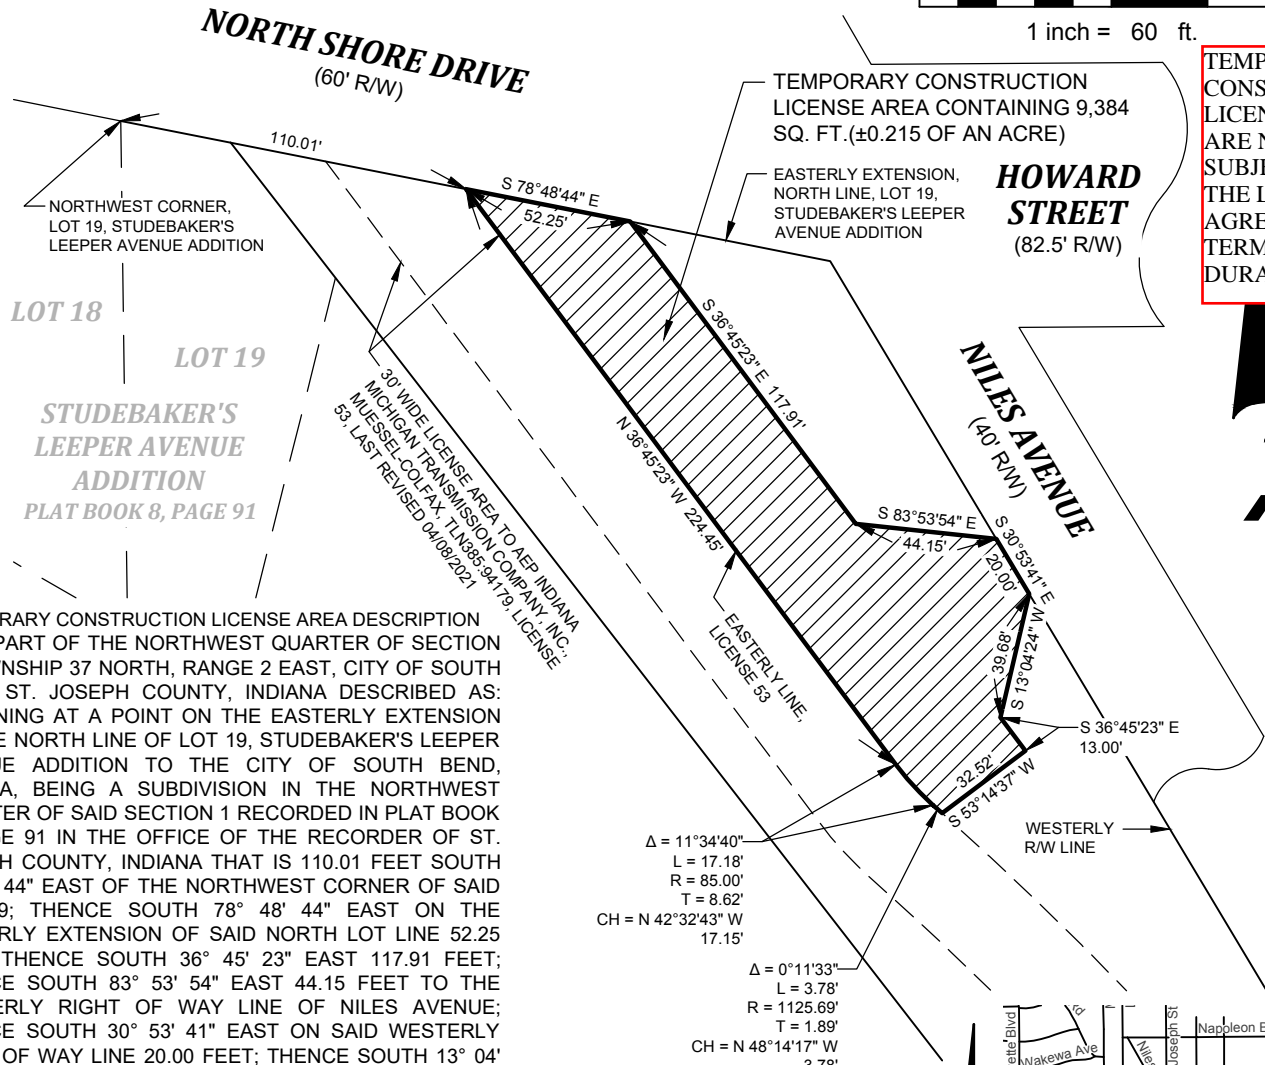 NORTH SHORE DRIVE
(60' R/W)
1 inch = 60 ft.
TEMPORARY CONSTRUCTION
LICENSE AREA CONTAINING 9,384
SQ. FT.(±0.215 OF AN ACRE)
EASTERLY EXTENSION,
NORTH LINE, LOT 19,
STUDEBAKER'S LEEPER
AVENUE ADDITION
HOWARD
STREET
(82.5' R/W)
TEMP
CONS
LICEN
ARE N
SUBJE
THE L
AGRE
TERM
DURA
110.01'
S 78°48'44" E
52.25'
NORTHWEST CORNER,
LOT 19, STUDEBAKER'S
LEEPER AVENUE ADDITION
LOT 18
LOT 19
STUDEBAKER'S
LEEPER AVENUE
ADDITION
PLAT BOOK 8, PAGE 91
S 36°45'23" E 117.91'
N 36°45'23" W 224.45'
30' WIDE LICENSE AREA TO AEP INDIANA
MICHIGAN TRANSMISSION COMPANY, INC.,
MUESSEL-COLFAX, TLN385:94179, LICENSE
53, LAST REVISED 04/08/2021
NILES AVENUE
(40' R/W)
S 83°53'54" E
44.15'
S 30°53'41" E
20.00'
39.68'
S 13°04'24" W
S 36°45'23" E
13.00'
32.52'
S 53°14'37" W
EASTERLY LINE,
LICENSE 53
WESTERLY
R/W LINE
Δ = 11°34'40"
L = 17.18'
R = 85.00'
T = 8.62'
CH = N 42°32'43" W
17.15'
Δ = 0°11'33"
L = 3.78'
R = 1125.69'
T = 1.89'
CH = N 48°14'17" W
3.78'
RARY CONSTRUCTION LICENSE AREA DESCRIPTION
PART OF THE NORTHWEST QUARTER OF SECTION
NSHIP 37 NORTH, RANGE 2 EAST, CITY OF SOUTH
ST. JOSEPH COUNTY, INDIANA DESCRIBED AS:
NING AT A POINT ON THE EASTERLY EXTENSION
E NORTH LINE OF LOT 19, STUDEBAKER'S LEEPER
UE ADDITION TO THE CITY OF SOUTH BEND,
A, BEING A SUBDIVISION IN THE NORTHWEST
TER OF SAID SECTION 1 RECORDED IN PLAT BOOK
GE 91 IN THE OFFICE OF THE RECORDER OF ST.
H COUNTY, INDIANA THAT IS 110.01 FEET SOUTH
44" EAST OF THE NORTHWEST CORNER OF SAID
9; THENCE SOUTH 78° 48' 44" EAST ON THE
RLY EXTENSION OF SAID NORTH LOT LINE 52.25
THENCE SOUTH 36° 45' 23" EAST 117.91 FEET;
CE SOUTH 83° 53' 54" EAST 44.15 FEET TO THE
ERLY RIGHT OF WAY LINE OF NILES AVENUE;
CE SOUTH 30° 53' 41" EAST ON SAID WESTERLY
OF WAY LINE 20.00 FEET; THENCE SOUTH 13° 04'
ette Blvd
Rd
Wakewa Ave
Niles
Joseph St
Napoleon B